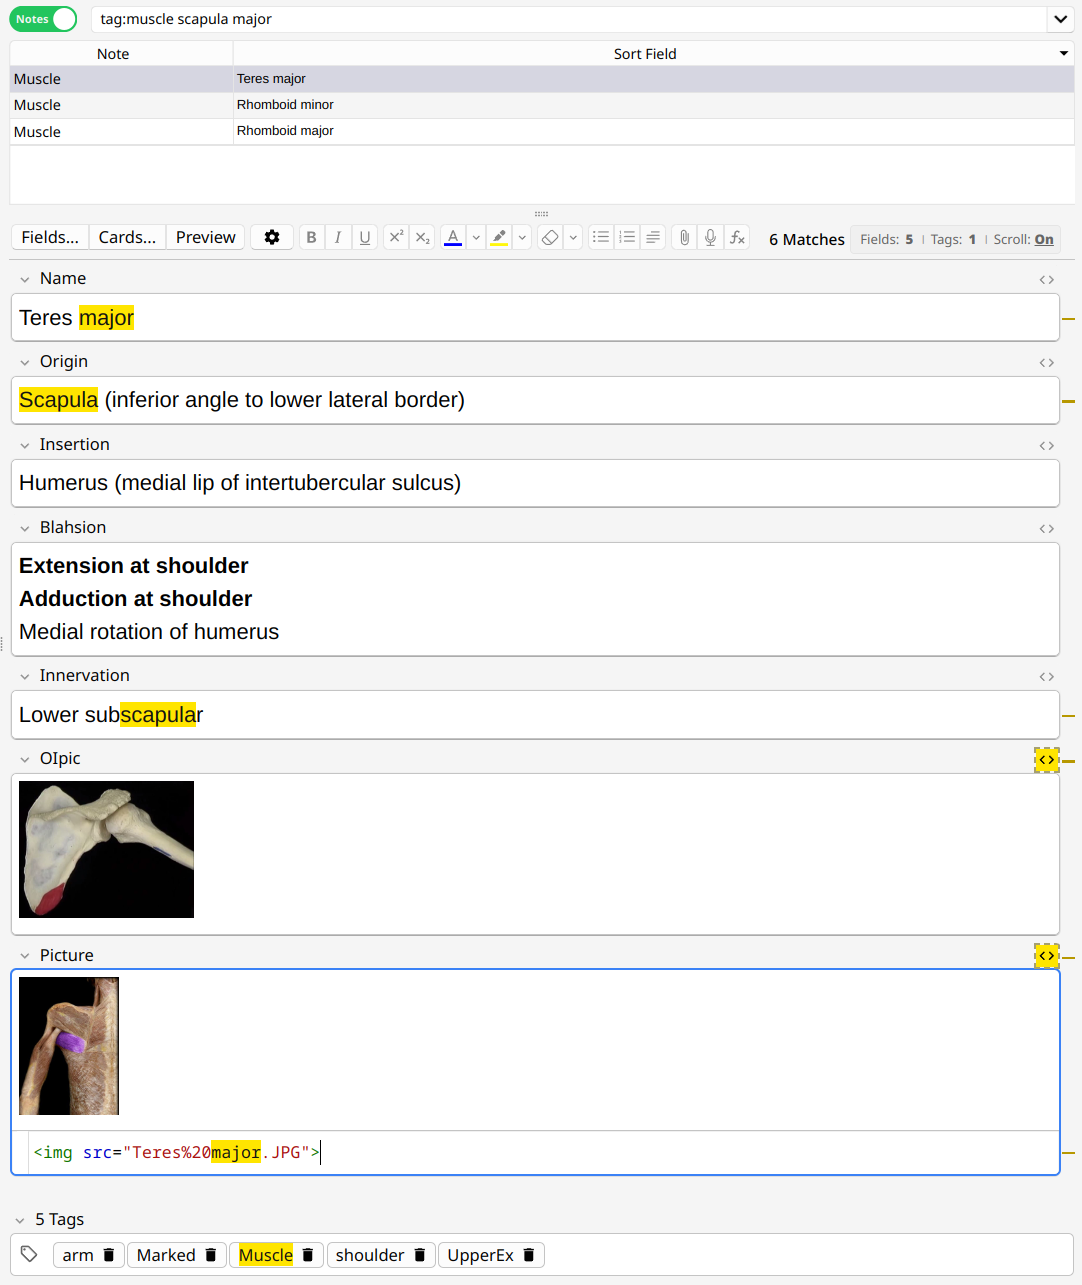 Notes
tag:muscle scapula major
Note Sort Field
Muscle Teres major
Muscle Rhomboid minor
Muscle Rhomboid major
Fields... Cards... Preview B I U x² x₂ A fx 6 Matches Fields: 5 | Tags: 1 | Scroll: On
Name <>
Teres major
Origin <>
Scapula (inferior angle to lower lateral border)
Insertion <>
Humerus (medial lip of intertubercular sulcus)
Blahsion <>
Extension at shoulder
Adduction at shoulder
Medial rotation of humerus
Innervation <>
Lower subscapular
OIpic <>
Picture <>
<img src="Teres%20major.JPG">
5 Tags
arm Marked Muscle shoulder UpperEx